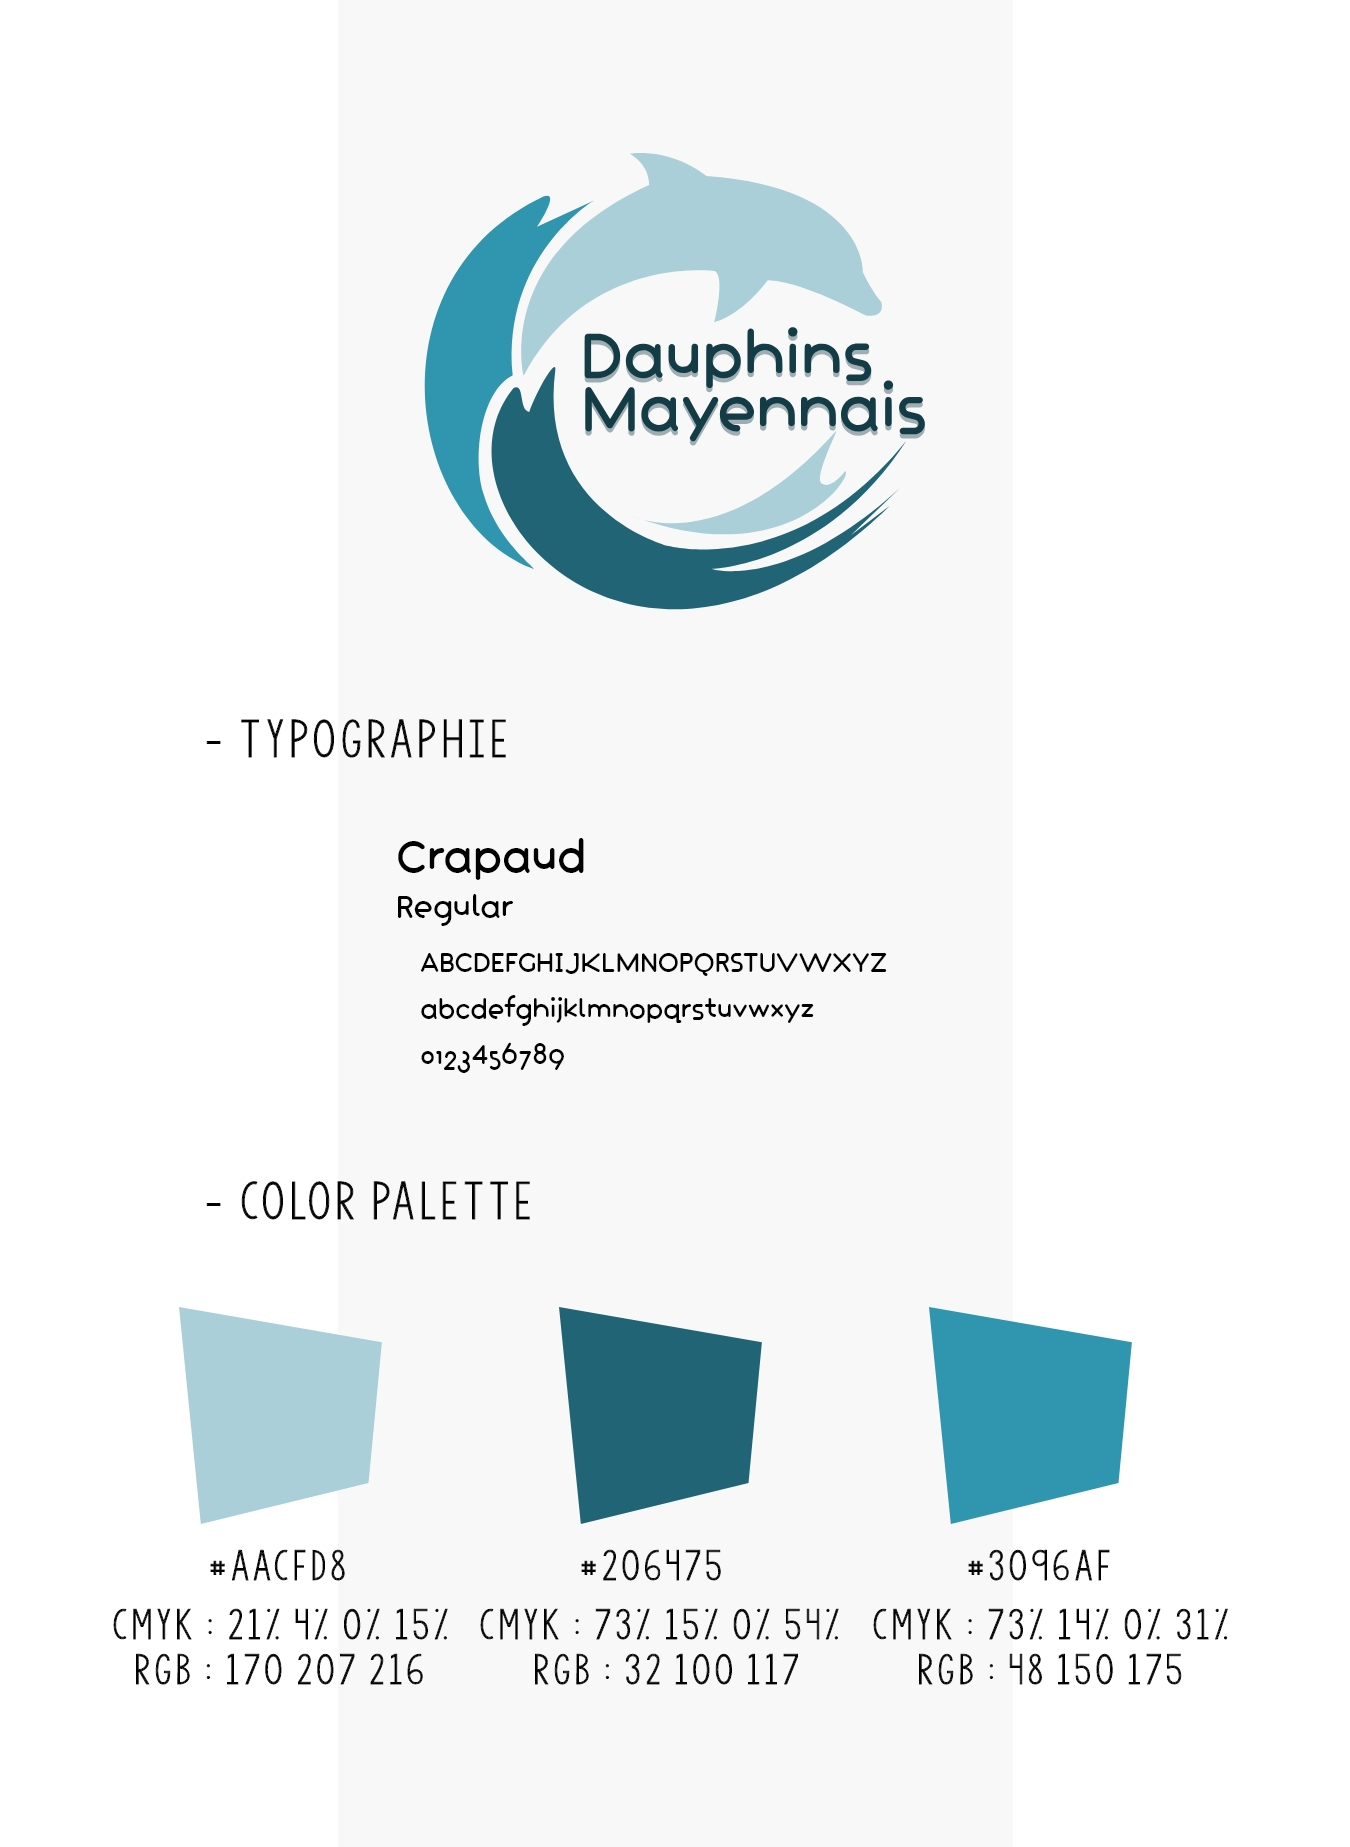 Dauphins
Mayennais
- TYPOGRAPHIE
Crapaud
Regular
ABCDEFGHIJKLMNOPQRSTUVWXYZ
abcdefghijklmnopqrstuvwxyz
0123456789
- COLOR PALETTE
#AACFD8 #206475 #3096AF
CMYK : 21% 4% 0% 15% CMYK : 73% 15% 0% 54% CMYK : 73% 14% 0% 31%
RGB : 170 207 216 RGB : 32 100 117 RGB : 48 150 175